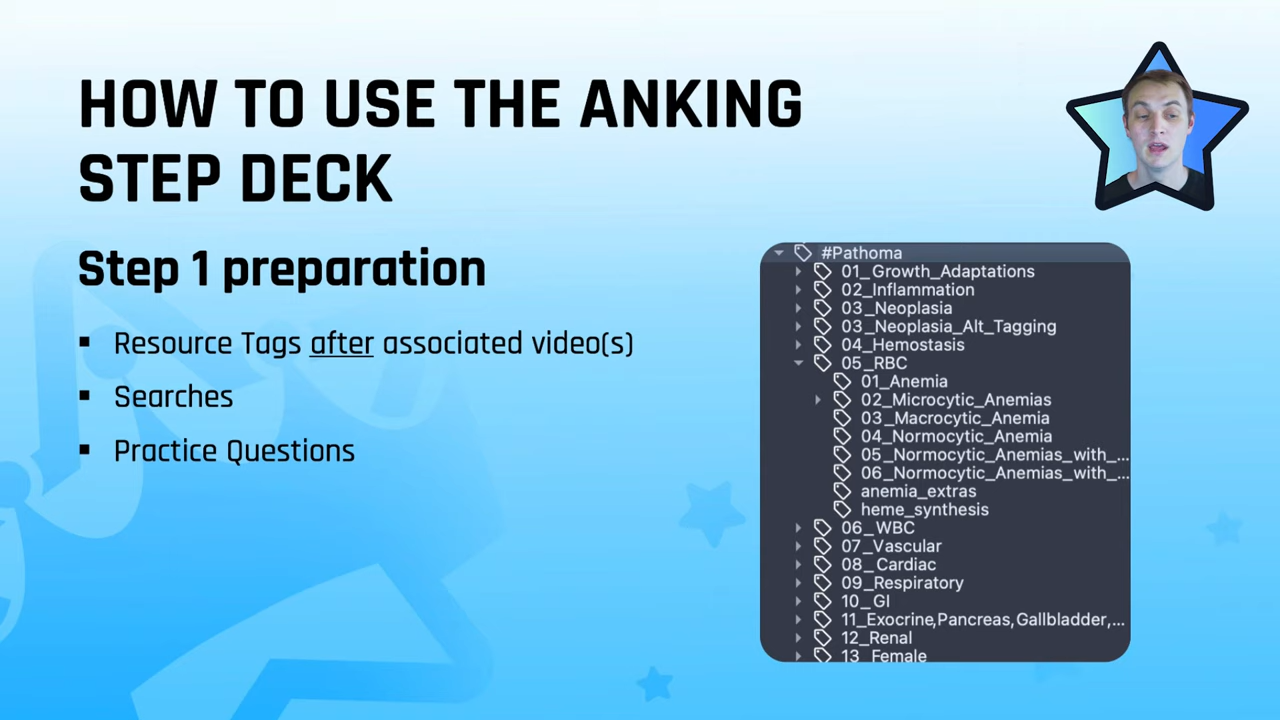 HOW TO USE THE ANKING
STEP DECK
Step 1 preparation
▪ Resource Tags after associated video(s)
▪ Searches
▪ Practice Questions
#Pathoma
01_Growth_Adaptations
02_Inflammation
03_Neoplasia
03_Neoplasia_Alt_Tagging
04_Hemostasis
05_RBC
01_Anemia
02_Microcytic_Anemias
03_Macrocytic_Anemia
04_Normocytic_Anemia
05_Normocytic_Anemias_with_...
06_Normocytic_Anemias_with_...
anemia_extras
heme_synthesis
06_WBC
07_Vascular
08_Cardiac
09_Respiratory
10_GI
11_Exocrine,Pancreas,Gallbladder,...
12_Renal
13_Female